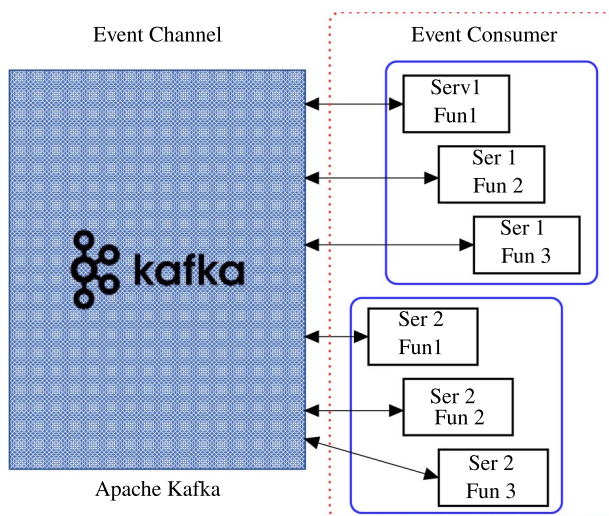 Event Channel
Event Consumer
Serv1
Fun1
Ser 1
Fun 2
Ser 1
Fun 3
kafka
Ser 2
Fun1
Ser 2
Fun 2
Ser 2
Fun 3
Apache Kafka